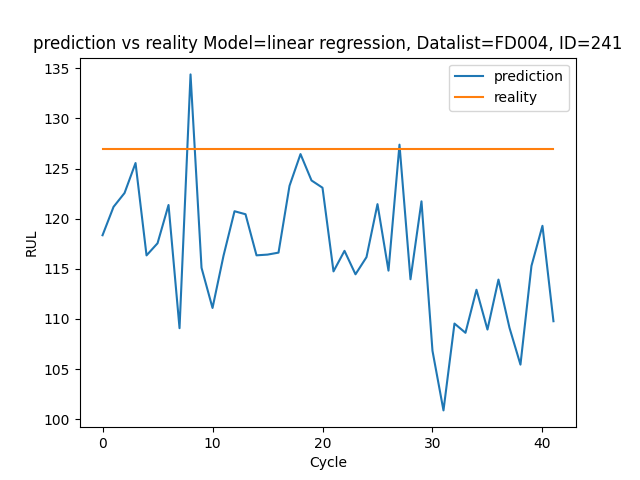 prediction vs reality Model=linear regression, Datalist=FD004, ID=241
prediction
reality
135
130
125
120
115
110
105
100
RUL
0 10 20 30 40
Cycle